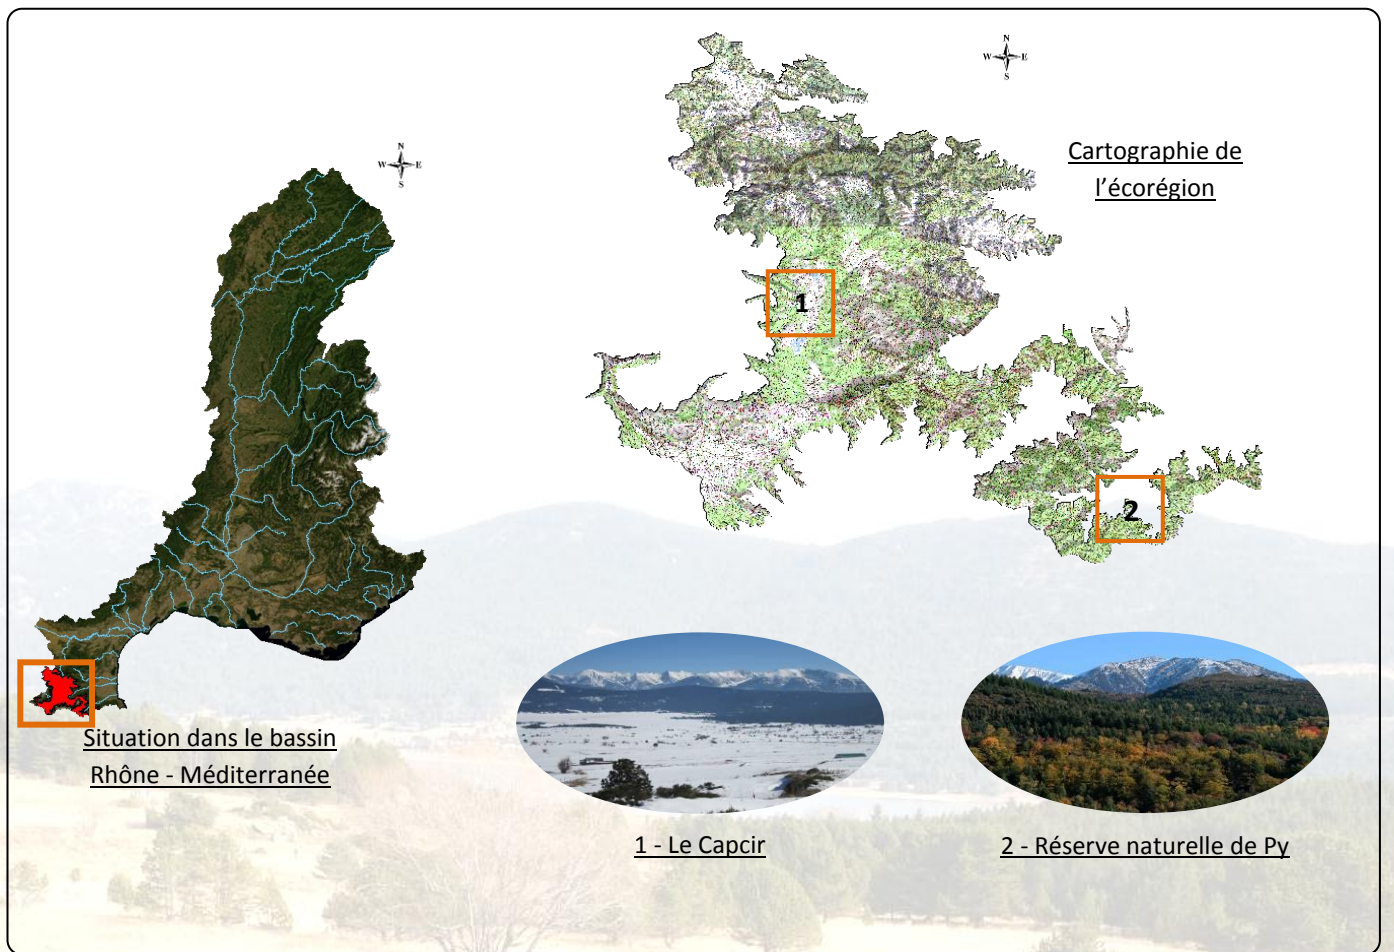 N
W E
S
Cartographie de
l'écorégion
N
W E
S
1
2
Situation dans le bassin
Rhône - Méditerranée
1 - Le Capcir
2 - Réserve naturelle de Py